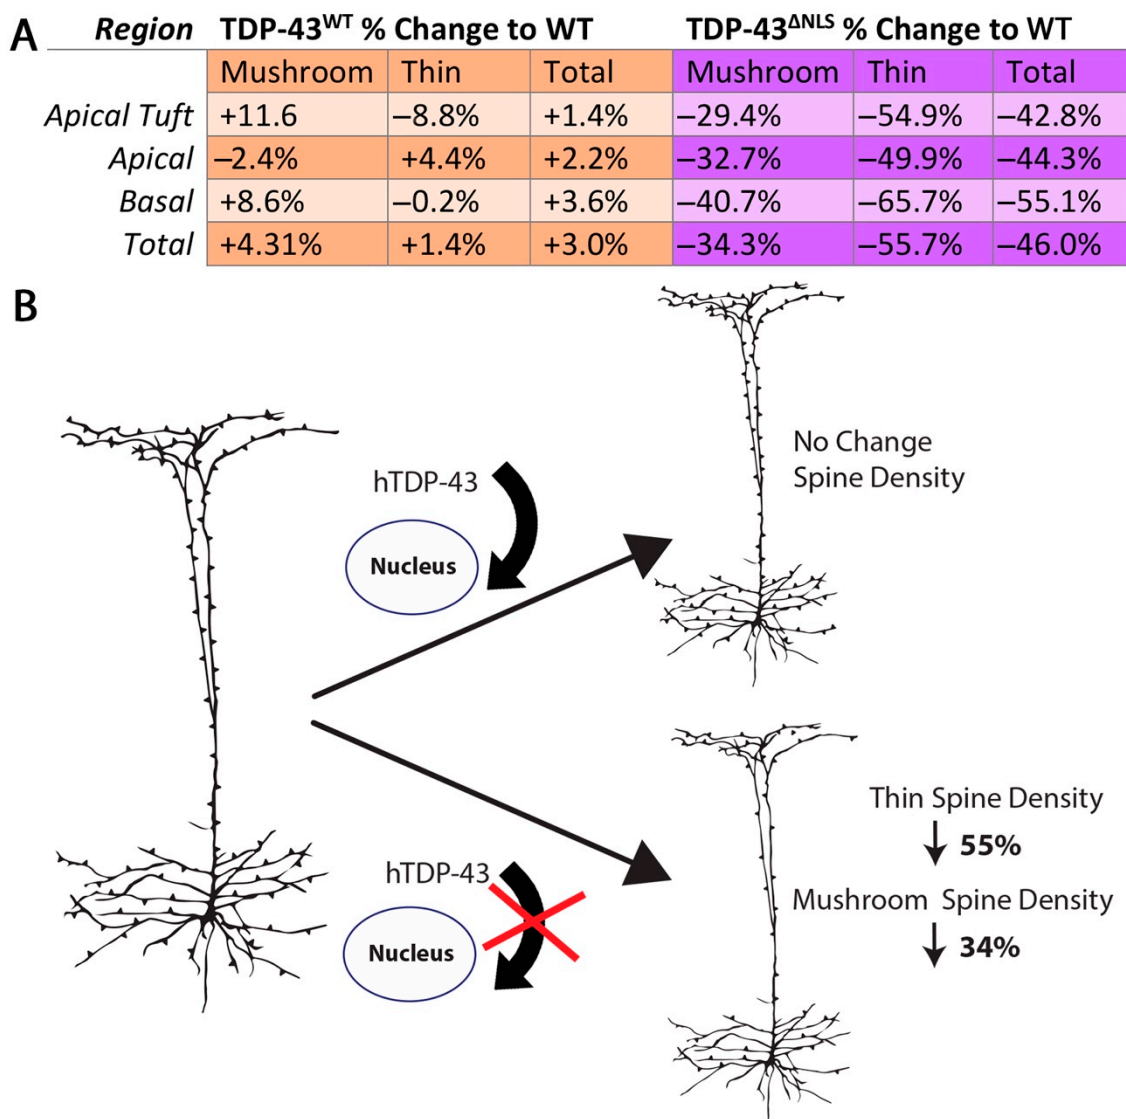 A
Region TDP-43WT % Change to WT TDP-43ΔNLS % Change to WT
Mushroom Thin Total Mushroom Thin Total
Apical Tuft +11.6 –8.8% +1.4% –29.4% –54.9% –42.8%
Apical –2.4% +4.4% +2.2% –32.7% –49.9% –44.3%
Basal +8.6% –0.2% +3.6% –40.7% –65.7% –55.1%
Total +4.31% +1.4% +3.0% –34.3% –55.7% –46.0%
B
hTDP-43
Nucleus
No Change
Spine Density
hTDP-43
Nucleus
Thin Spine Density
↓ 55%
Mushroom Spine Density
↓ 34%